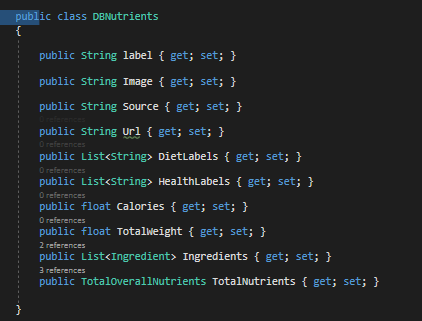 public class DBNutrients
{
public String label { get; set; }
public String Image { get; set; }
public String Source { get; set; }
0 references
public String Url { get; set; }
0 references
public List<String> DietLabels { get; set; }
0 references
public List<String> HealthLabels { get; set; }
0 references
public float Calories { get; set; }
0 references
public float TotalWeight { get; set; }
2 references
public List<Ingredient> Ingredients { get; set; }
3 references
public TotalOverallNutrients TotalNutrients { get; set; }
}